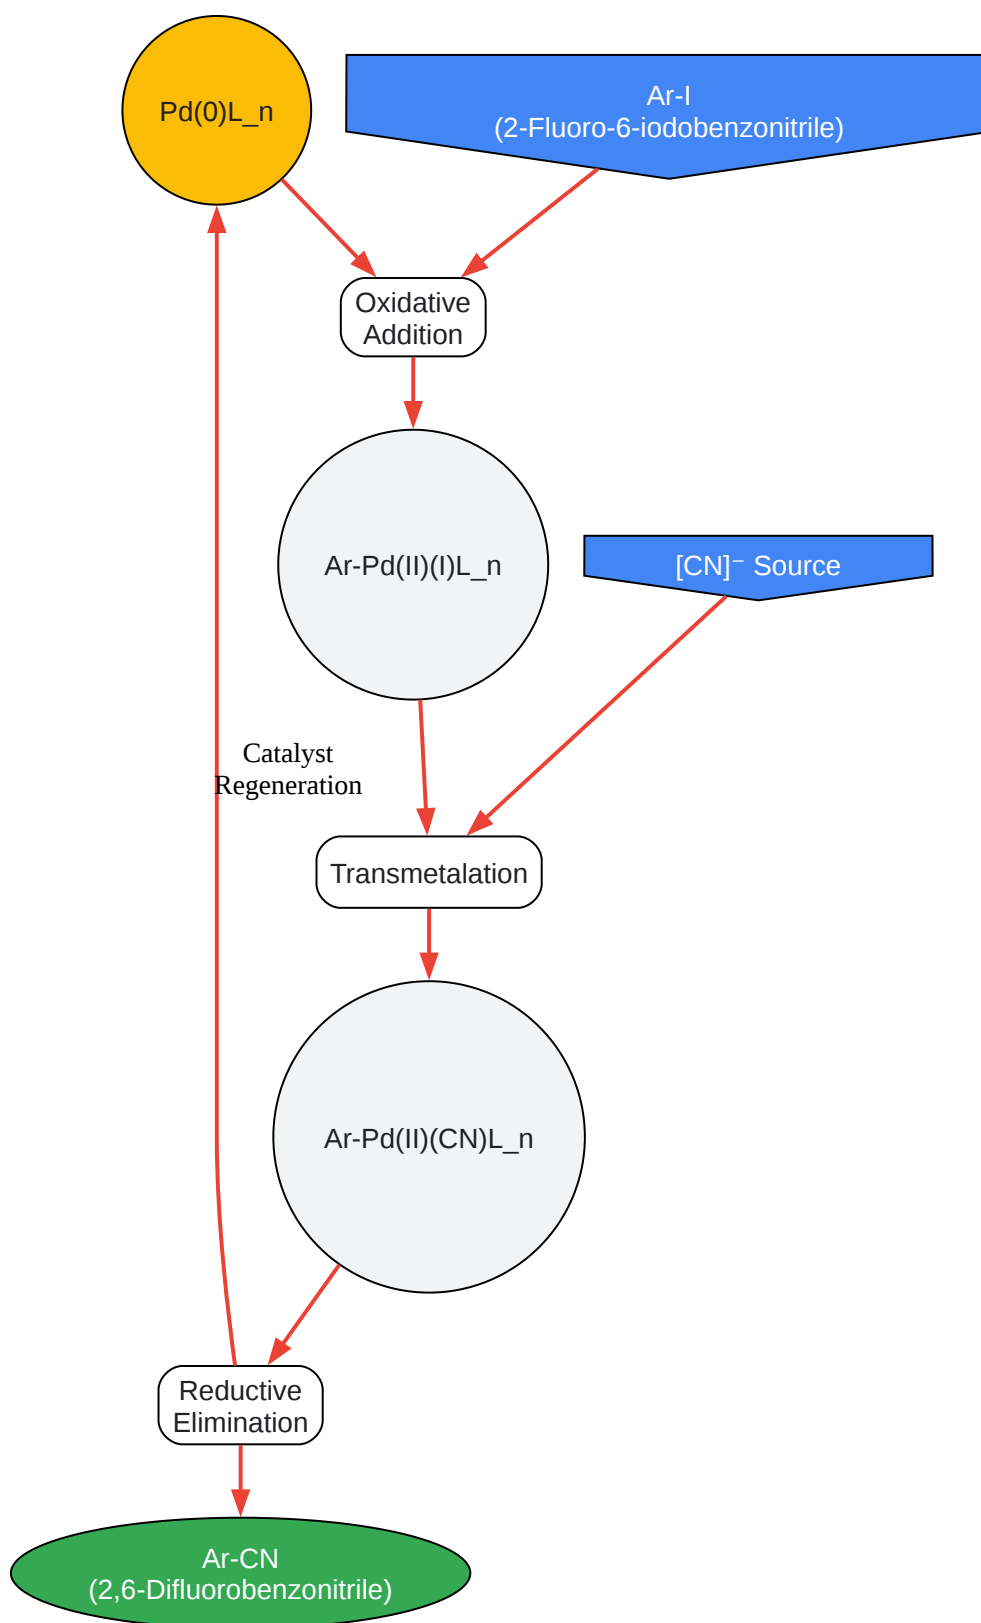 Pd(0)L_n
Ar-I
(2-Fluoro-6-iodobenzonitrile)
Oxidative
Addition
Ar-Pd(II)(I)L_n
[CN]⁻ Source
Catalyst
Regeneration
Transmetalation
Ar-Pd(II)(CN)L_n
Reductive
Elimination
Ar-CN
(2,6-Difluorobenzonitrile)